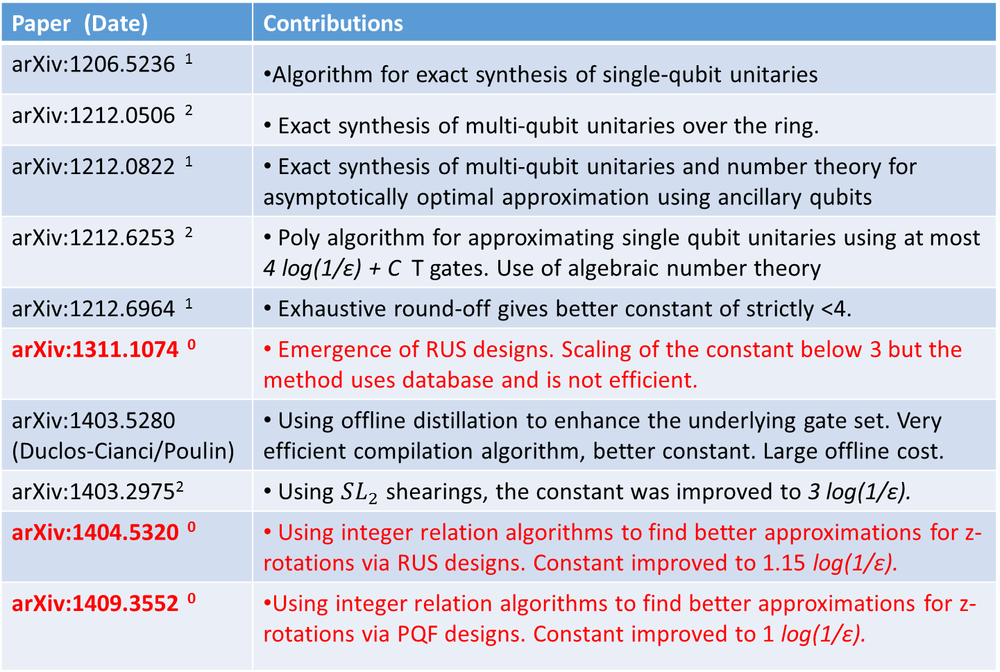 Paper (Date) Contributions
arXiv:1206.5236 1
•Algorithm for exact synthesis of single-qubit unitaries
arXiv:1212.0506 2
• Exact synthesis of multi-qubit unitaries over the ring.
arXiv:1212.0822 1
• Exact synthesis of multi-qubit unitaries and number theory for
asymptotically optimal approximation using ancillary qubits
arXiv:1212.6253 2
• Poly algorithm for approximating single qubit unitaries using at most
4 log(1/ε) + C T gates. Use of algebraic number theory
arXiv:1212.6964 1
• Exhaustive round-off gives better constant of strictly <4.
arXiv:1311.1074 0
• Emergence of RUS designs. Scaling of the constant below 3 but the
method uses database and is not efficient.
arXiv:1403.5280
(Duclos-Cianci/Poulin)
• Using offline distillation to enhance the underlying gate set. Very
efficient compilation algorithm, better constant. Large offline cost.
arXiv:1403.2975²
• Using SL₂ shearings, the constant was improved to 3 log(1/ε).
arXiv:1404.5320 0
• Using integer relation algorithms to find better approximations for z-
rotations via RUS designs. Constant improved to 1.15 log(1/ε).
arXiv:1409.3552 0
•Using integer relation algorithms to find better approximations for z-
rotations via PQF designs. Constant improved to 1 log(1/ε).